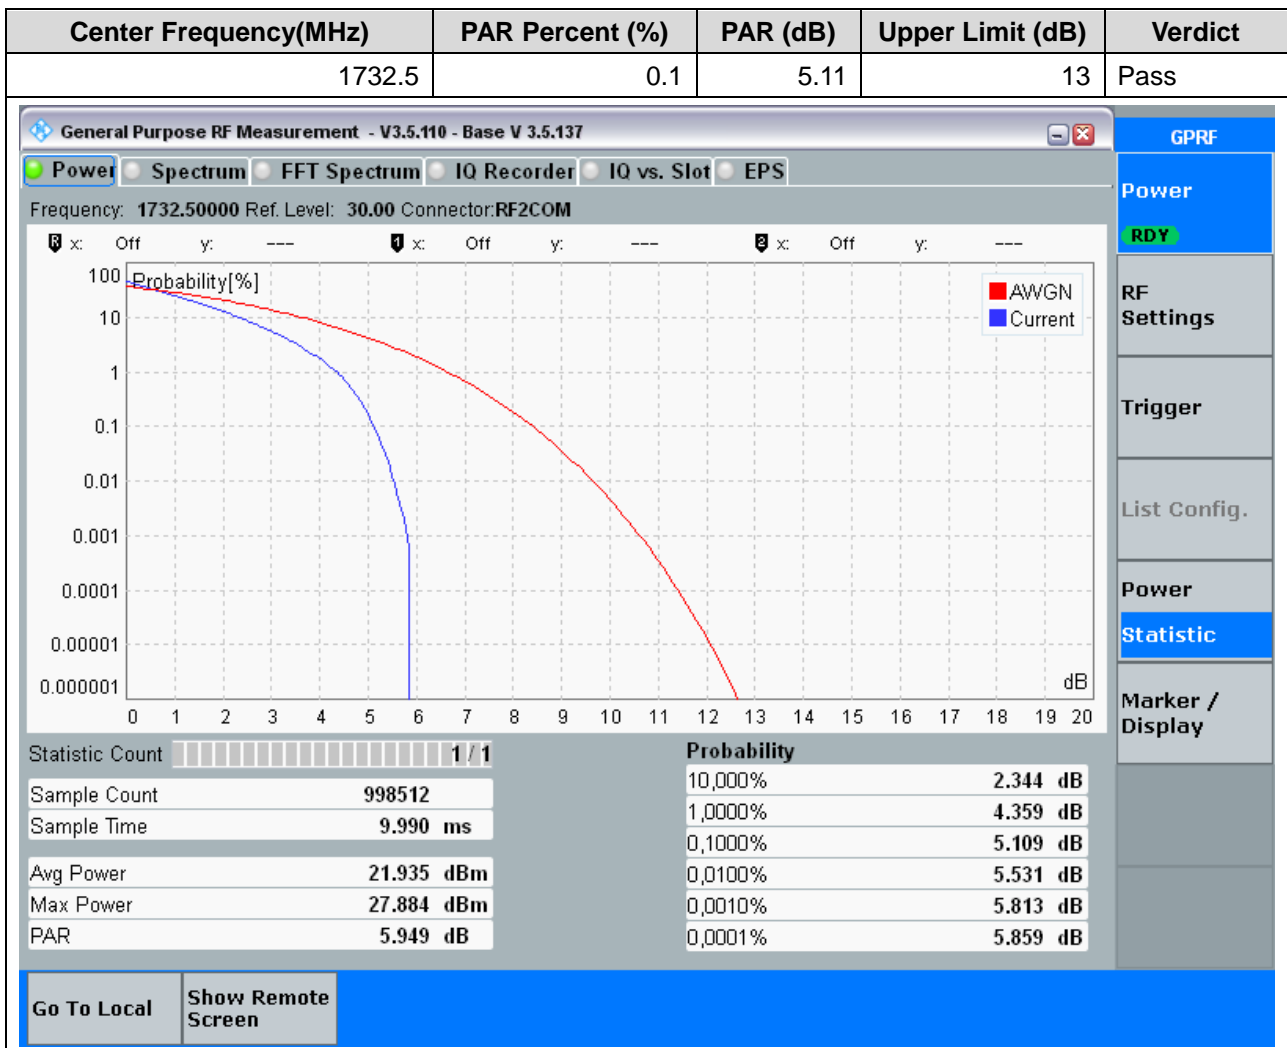 Center Frequency(MHz) PAR Percent (%) PAR (dB) Upper Limit (dB) Verdict
1732.5 0.1 5.11 13 Pass
General Purpose RF Measurement - V3.5.110 - Base V 3.5.137
GPRF
Power Spectrum FFT Spectrum IQ Recorder IQ vs. Slot EPS
Frequency: 1732.50000 Ref. Level: 30.00 Connector:RF2COM
R x: Off y: --- 1 x: Off y: --- 2 x: Off y: ---
Probability[%]
AWGN
Current
100
10
1
0.1
0.01
0.001
0.0001
0.00001
0.000001
dB
0 1 2 3 4 5 6 7 8 9 10 11 12 13 14 15 16 17 18 19 20
Statistic Count 1 / 1
Sample Count 998512
Sample Time 9.990 ms
Avg Power 21.935 dBm
Max Power 27.884 dBm
PAR 5.949 dB
Probability
10,000% 2.344 dB
1,0000% 4.359 dB
0,1000% 5.109 dB
0,0100% 5.531 dB
0,0010% 5.813 dB
0,0001% 5.859 dB
Power
RDY
RF
Settings
Trigger
List Config.
Power
Statistic
Marker /
Display
Go To Local
Show Remote
Screen